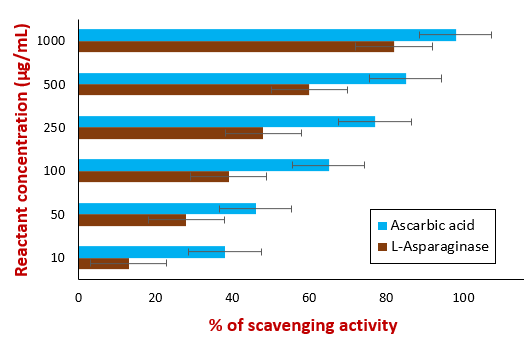 Reactant concentration (µg/mL)
1000
500
250
100
50
10
Ascarbic acid
L-Asparaginase
0 20 40 60 80 100
% of scavenging activity